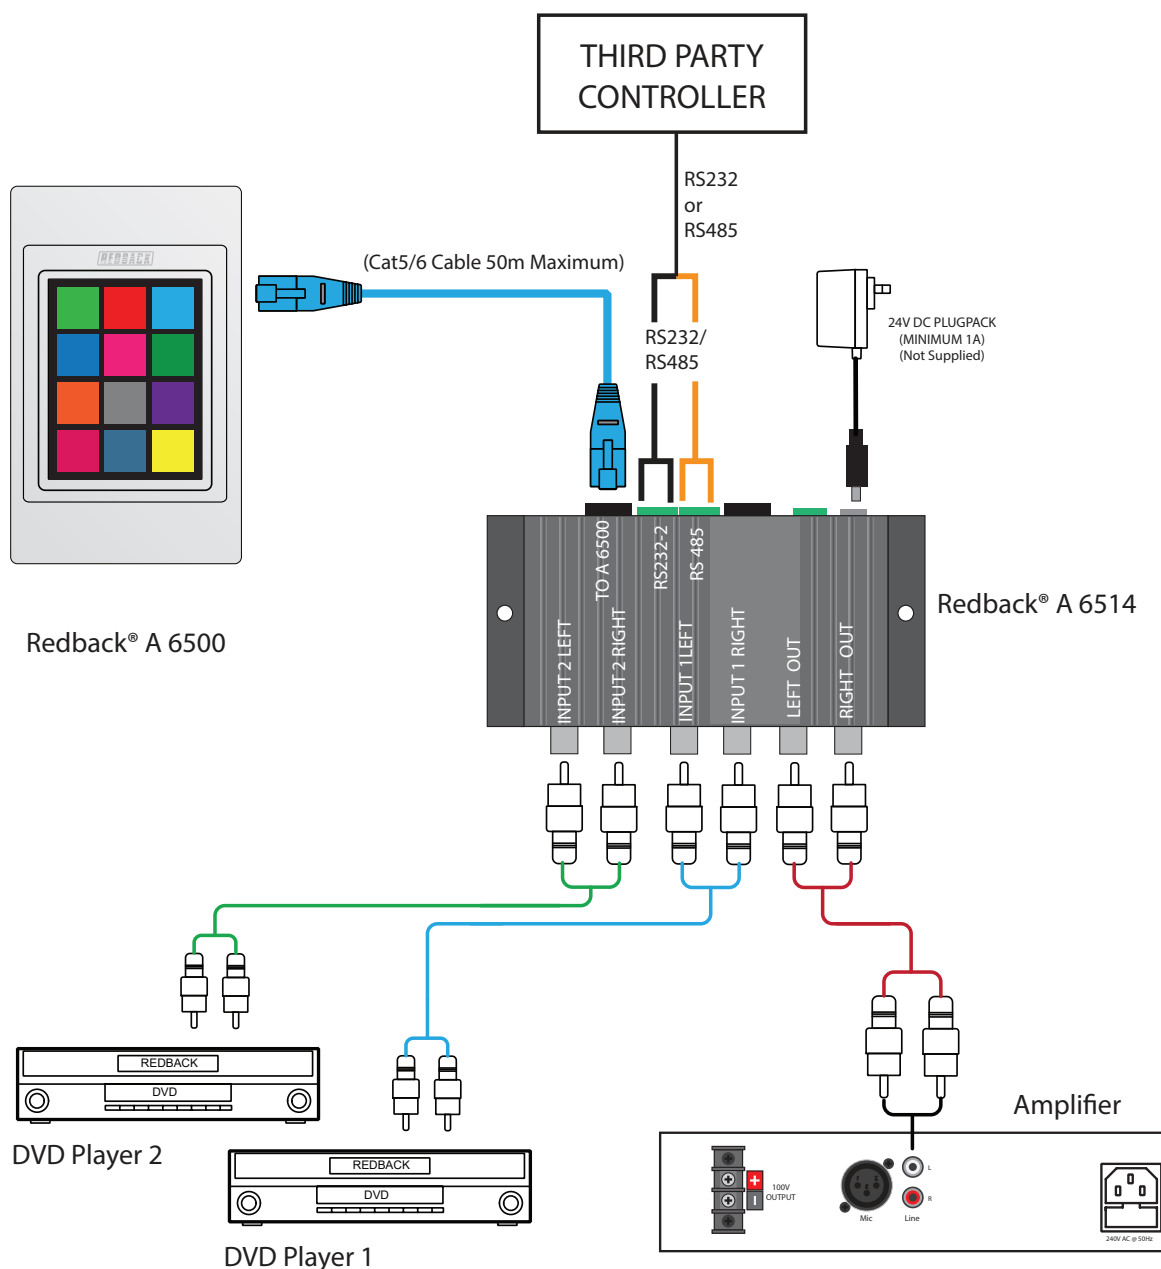 THIRD PARTY
CONTROLLER
RS232
or
RS485
REDBACK
(Cat5/6 Cable 50m Maximum)
RS232/
RS485
24V DC PLUGPACK
(MINIMUM 1A)
(Not Supplied)
TO A 6500
RS232-2
RS 485
Redback® A 6514
Redback® A 6500
INPUT 2 LEFT
INPUT 2 RIGHT
INPUT 1LEFT
INPUT 1 RIGHT
LEFT OUT
RIGHT OUT
REDBACK
DVD
DVD Player 2
REDBACK
DVD
DVD Player 1
Amplifier
+
-
100V
OUTPUT
Mic
L
R
Line
240V AC @ 50Hz